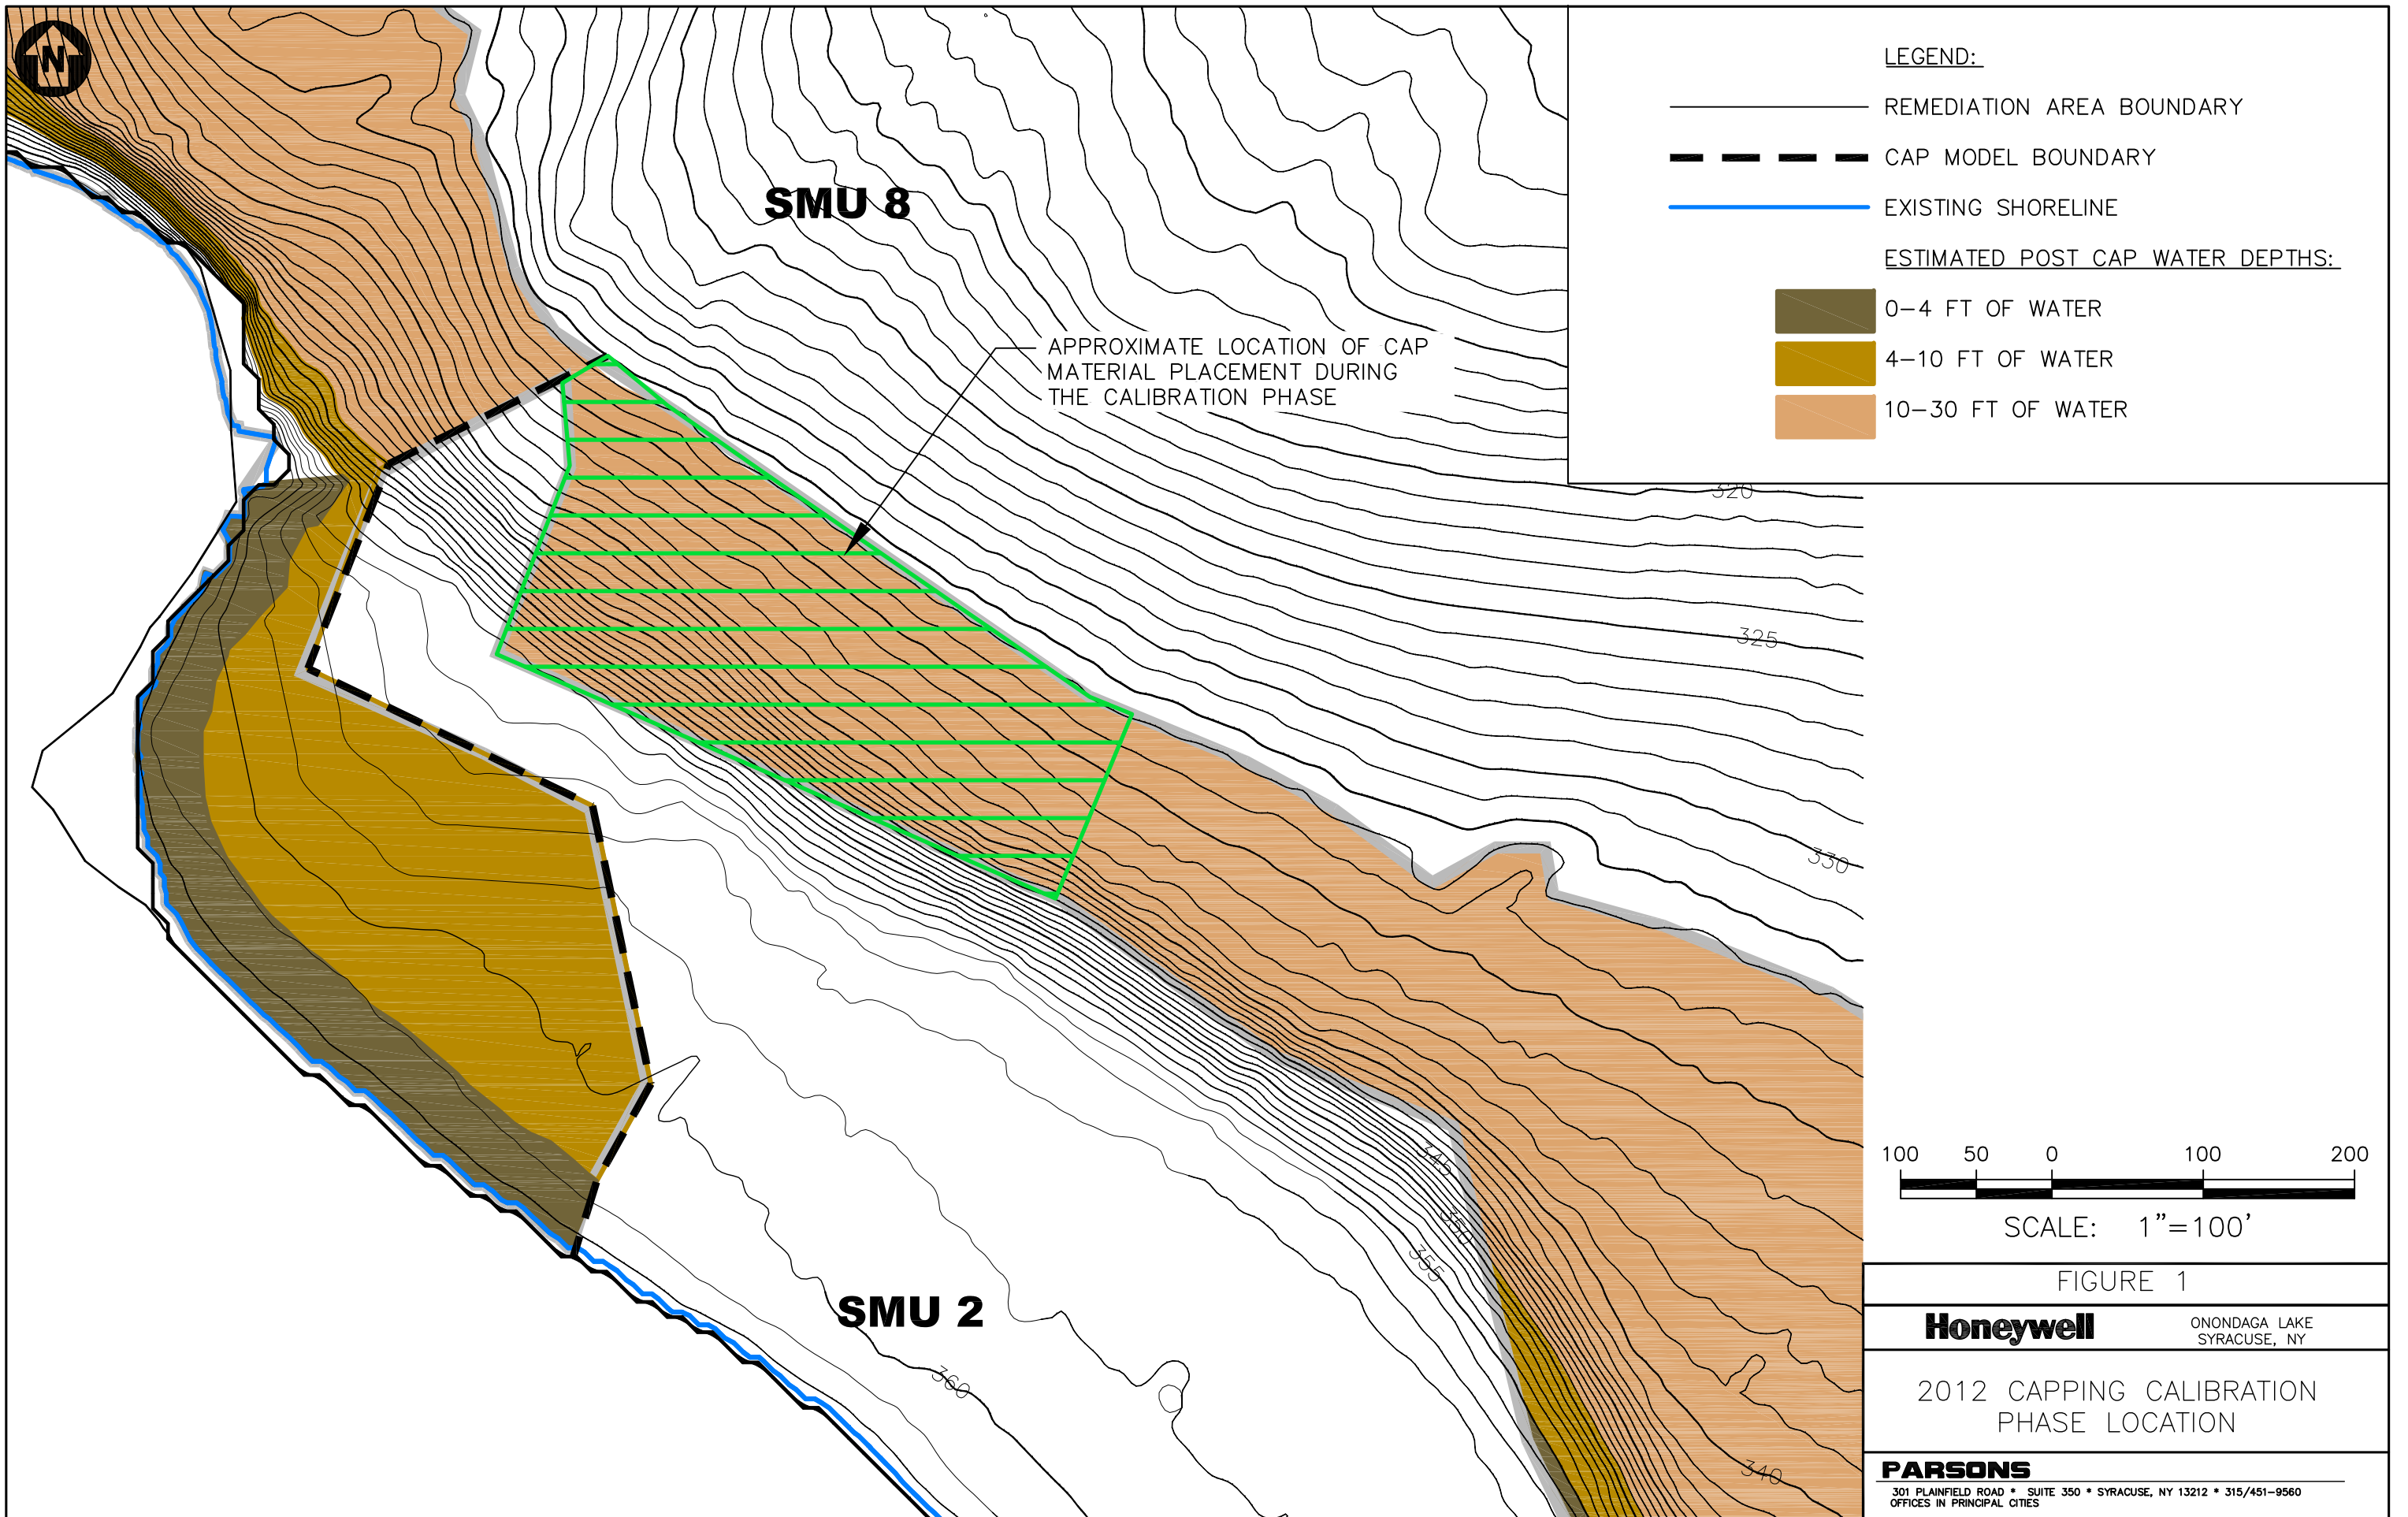 N
LEGEND:
REMEDIATION AREA BOUNDARY
CAP MODEL BOUNDARY
EXISTING SHORELINE
ESTIMATED POST CAP WATER DEPTHS:
0-4 FT OF WATER
4-10 FT OF WATER
10-30 FT OF WATER
SMU 8
APPROXIMATE LOCATION OF CAP
MATERIAL PLACEMENT DURING
THE CALIBRATION PHASE
320
325
330
345
350
355
SMU 2
360
340
100 50 0 100 200
SCALE: 1"=100'
FIGURE 1
Honeywell
ONONDAGA LAKE
SYRACUSE, NY
2012 CAPPING CALIBRATION
PHASE LOCATION
PARSONS
301 PLAINFIELD ROAD * SUITE 350 * SYRACUSE, NY 13212 * 315/451-9560
OFFICES IN PRINCIPAL CITIES